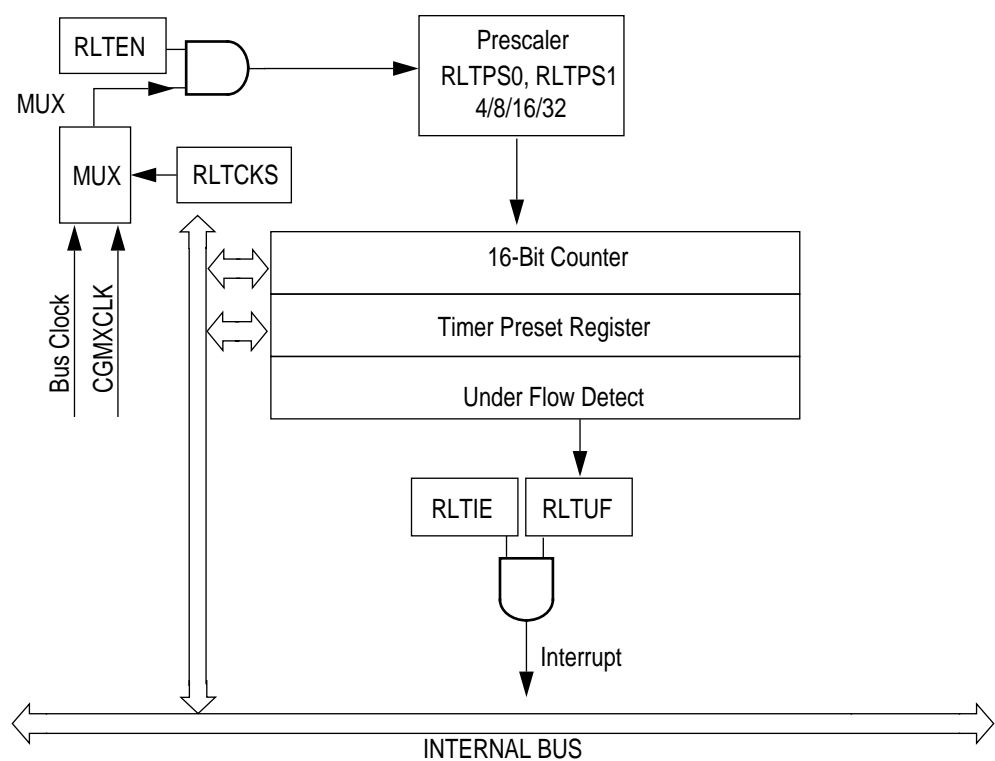 RLTEN
Prescaler
RLTPS0, RLTPS1
4/8/16/32
MUX
MUX
RLTCKS
Bus Clock
CGMXCLK
16-Bit Counter
Timer Preset Register
Under Flow Detect
RLTIE
RLTUF
Interrupt
INTERNAL BUS